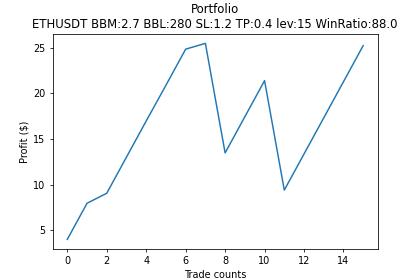 Portfolio
ETHUSDT BBM:2.7 BBL:280 SL:1.2 TP:0.4 lev:15 WinRatio:88.0
25
20
15
10
5
Profit ($)
0 2 4 6 8 10 12 14
Trade counts